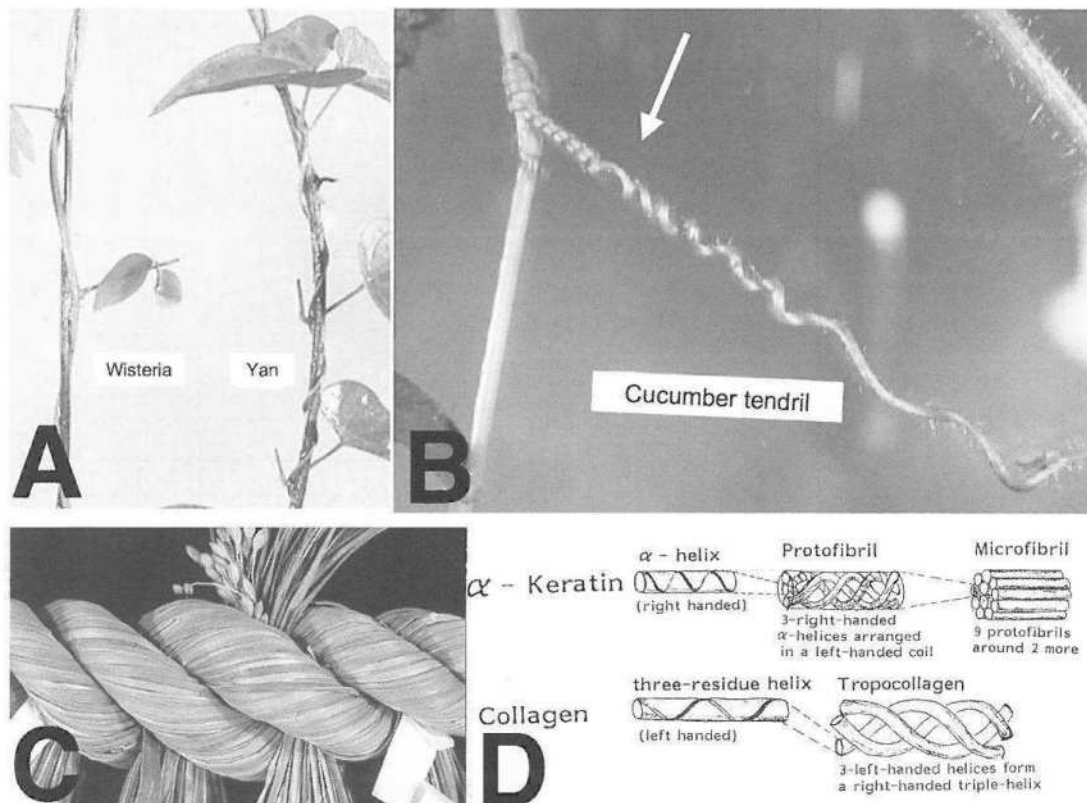 Wisteria
Yan
A
Cucumber tendril
B
C
α - Keratin
α - helix
(right handed)
Protofibril
3-right-handed
α-helices arranged
in a left-handed coil
Microfibril
9 protofibrils
around 2 more
Collagen
three-residue helix
(left handed)
Tropocollagen
3-left-handed helices form
a right-handed triple-helix
D